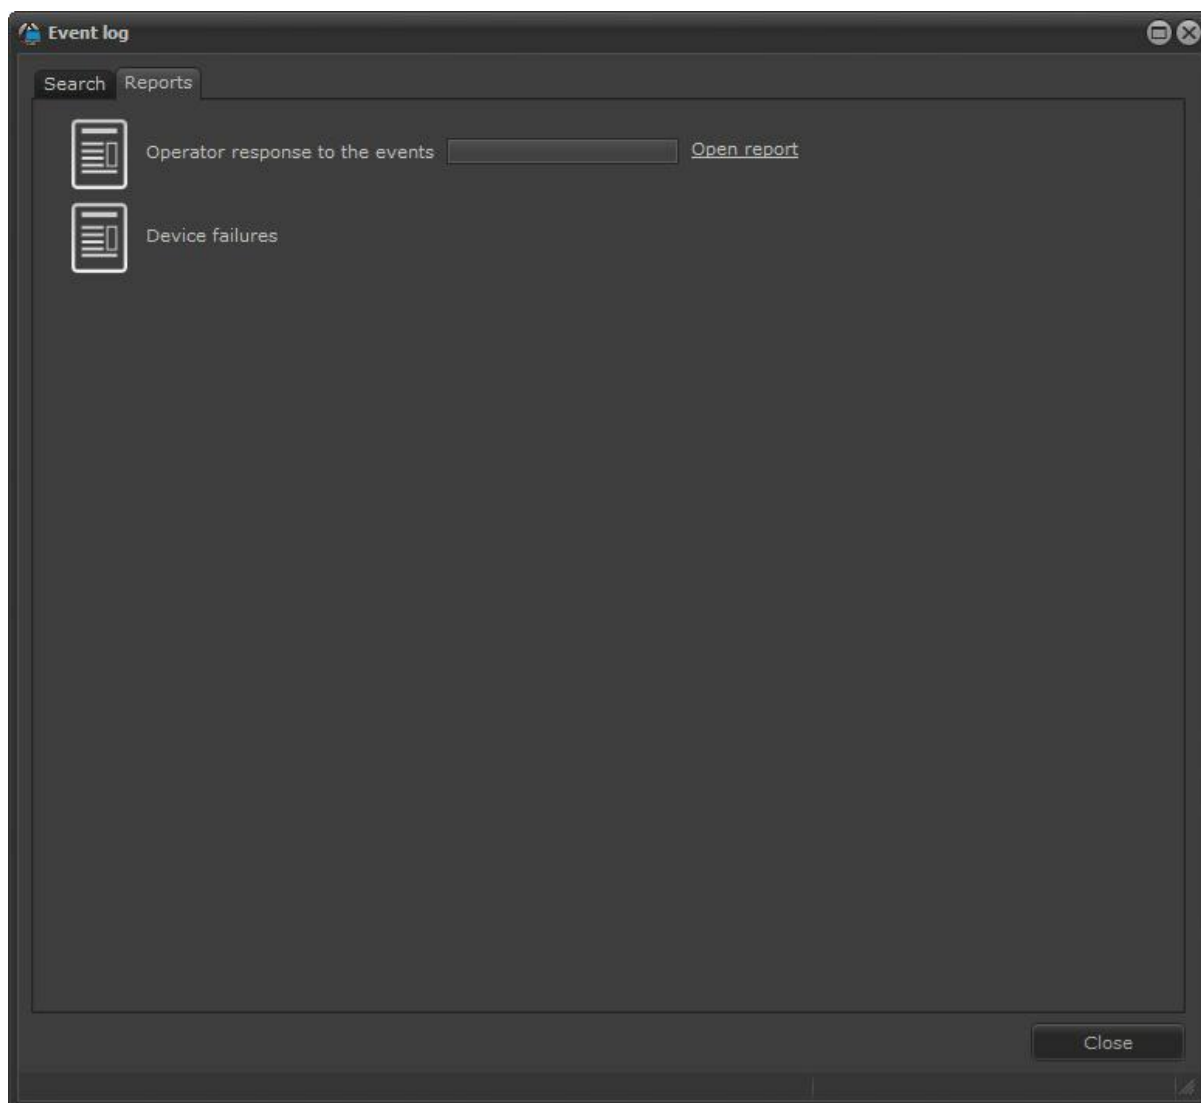 Event log
Search Reports
Operator response to the events Open report
Device failures
Close